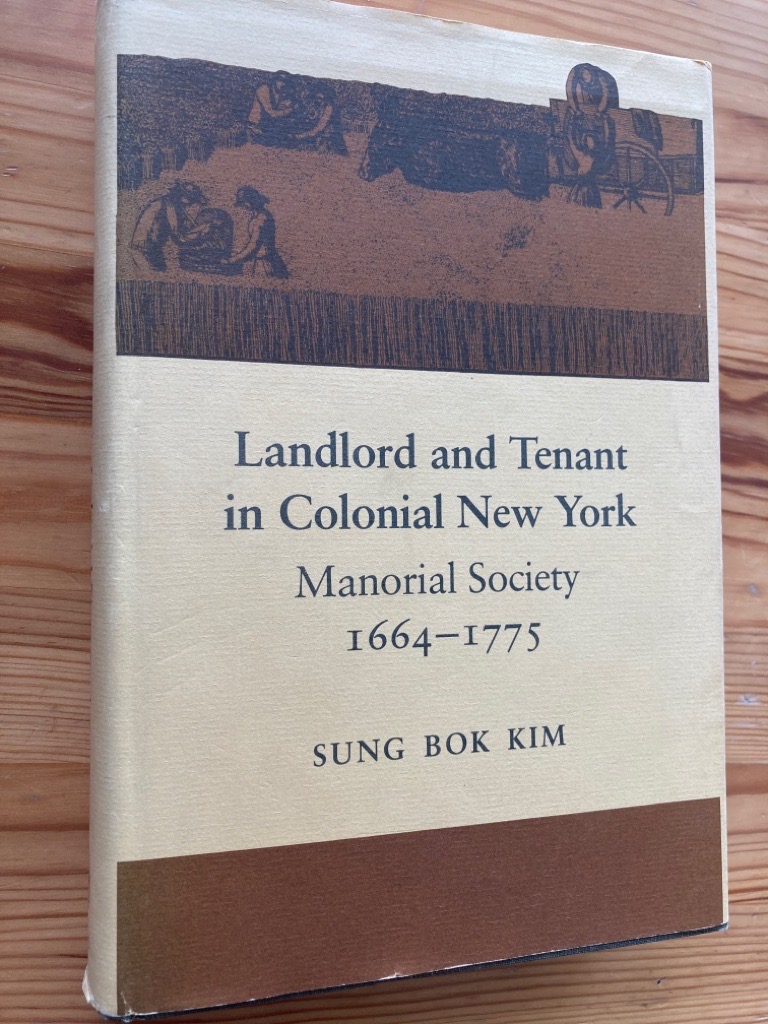 Landlord and Tenant
in Colonial New York
Manorial Society
1664–1775
SUNG BOK KIM